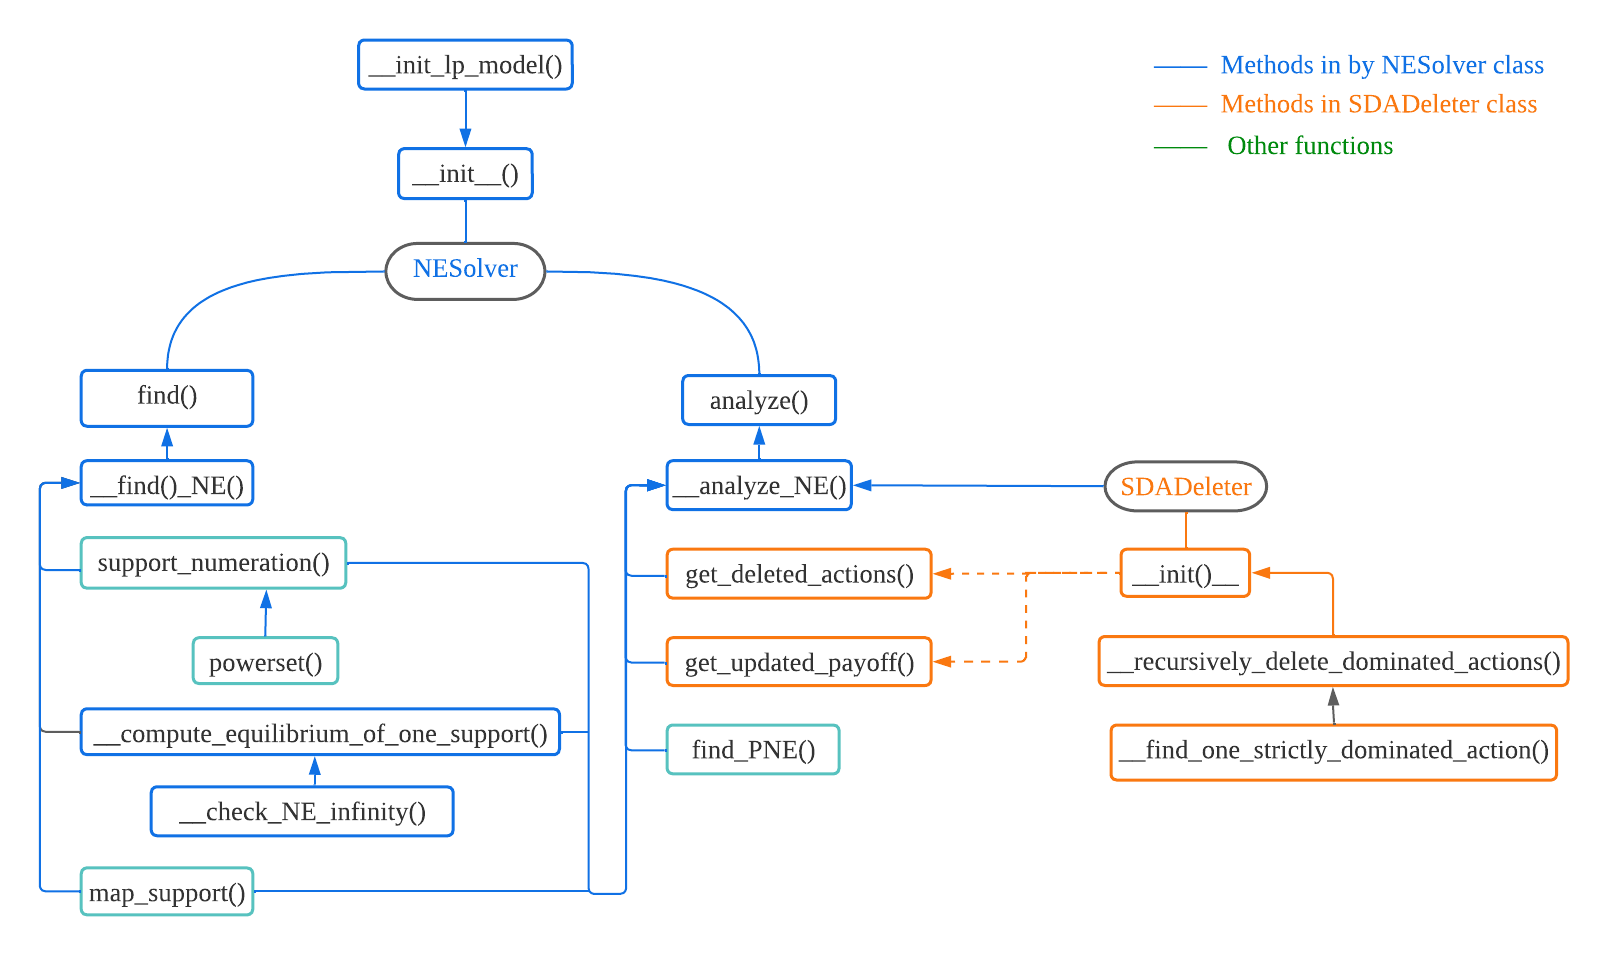 __init_lp_model()
Methods in by NESolver class
Methods in SDADeleter class
Other functions
__init__()
NESolver
find()
analyze()
__find()_NE()
__analyze_NE()
SDADeleter
support_numeration()
get_deleted_actions()
__init()__
powerset()
get_updated_payoff()
__recursively_delete_dominated_actions()
__compute_equilibrium_of_one_support()
find_PNE()
__find_one_strictly_dominated_action()
__check_NE_infinity()
map_support()